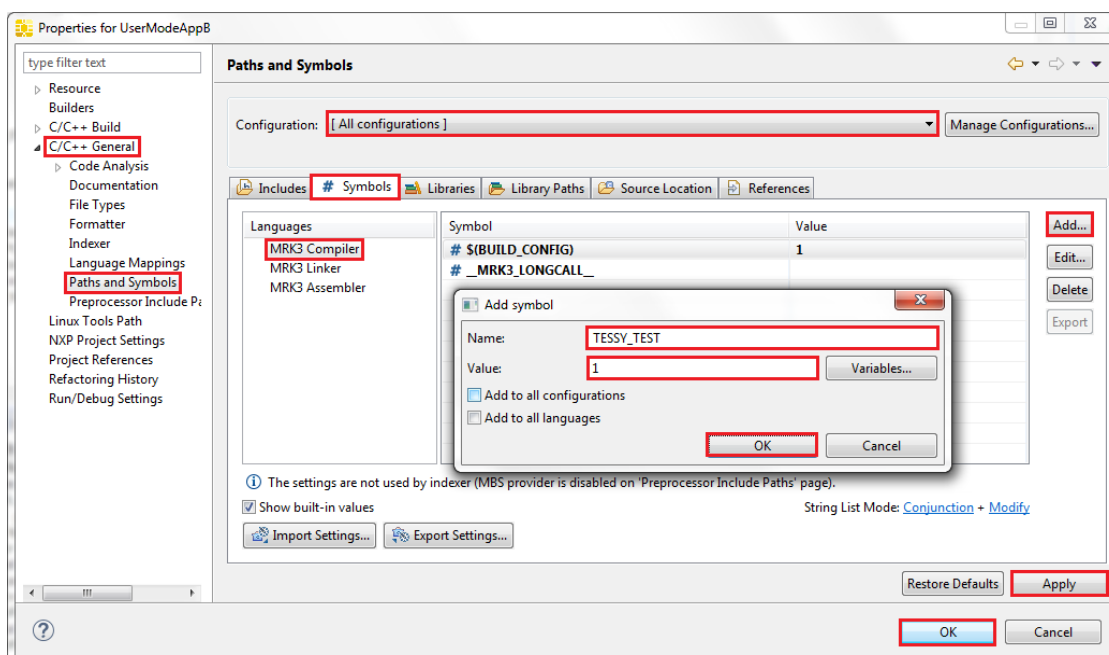 Properties for UserModeAppB
type filter text
Resource
Builders
C/C++ Build
C/C++ General
Code Analysis
Documentation
File Types
Formatter
Indexer
Language Mappings
Paths and Symbols
Preprocessor Include Pa
Linux Tools Path
NXP Project Settings
Project References
Refactoring History
Run/Debug Settings
Paths and Symbols
Configuration: [ All configurations ] Manage Configurations...
Includes # Symbols Libraries Library Paths Source Location References
Languages
MRK3 Compiler
MRK3 Linker
MRK3 Assembler
Symbol Value
# $(BUILD_CONFIG) 1
# __MRK3_LONGCALL__
Add...
Edit...
Delete
Export
Add symbol
Name: TESSY_TEST
Value: 1 Variables...
Add to all configurations
Add to all languages
OK Cancel
The settings are not used by indexer (MBS provider is disabled on 'Preprocessor Include Paths' page).
Show built-in values String List Mode: Conjunction + Modify
Import Settings... Export Settings...
Restore Defaults Apply
? OK Cancel